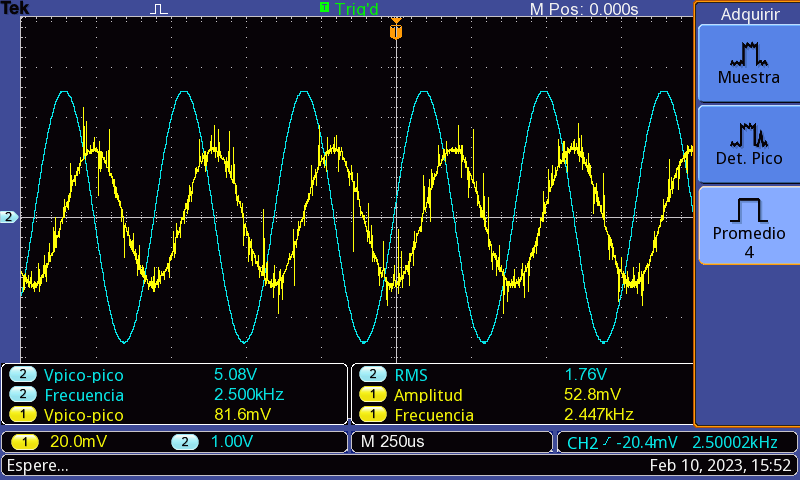 Tek T Trig'd M Pos: 0.000s
Adquirir
T
Muestra
Det. Pico
2
Promedio
4
2 Vpico-pico 5.08V 2 RMS 1.76V
2 Frecuencia 2.500kHz 1 Amplitud 52.8mV
1 Vpico-pico 81.6mV 1 Frecuencia 2.447kHz
1 20.0mV 2 1.00V M 250us CH2 -20.4mV 2.50002kHz
Espere... Feb 10, 2023, 15:52